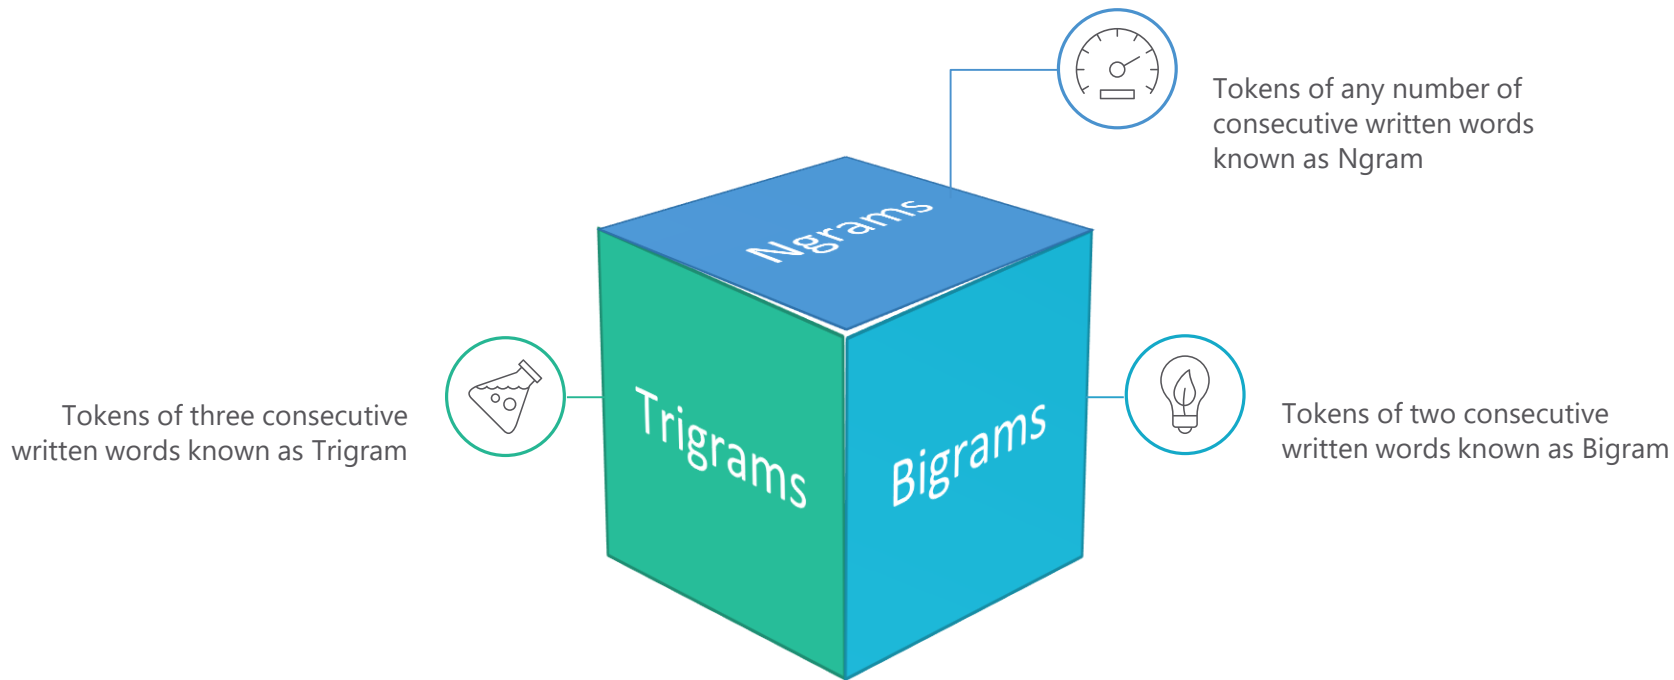 Tokens of any number of
consecutive written words
known as Ngram
Ngrams
Trigrams
Bigrams
Tokens of three consecutive
written words known as Trigram
Tokens of two consecutive
written words known as Bigram